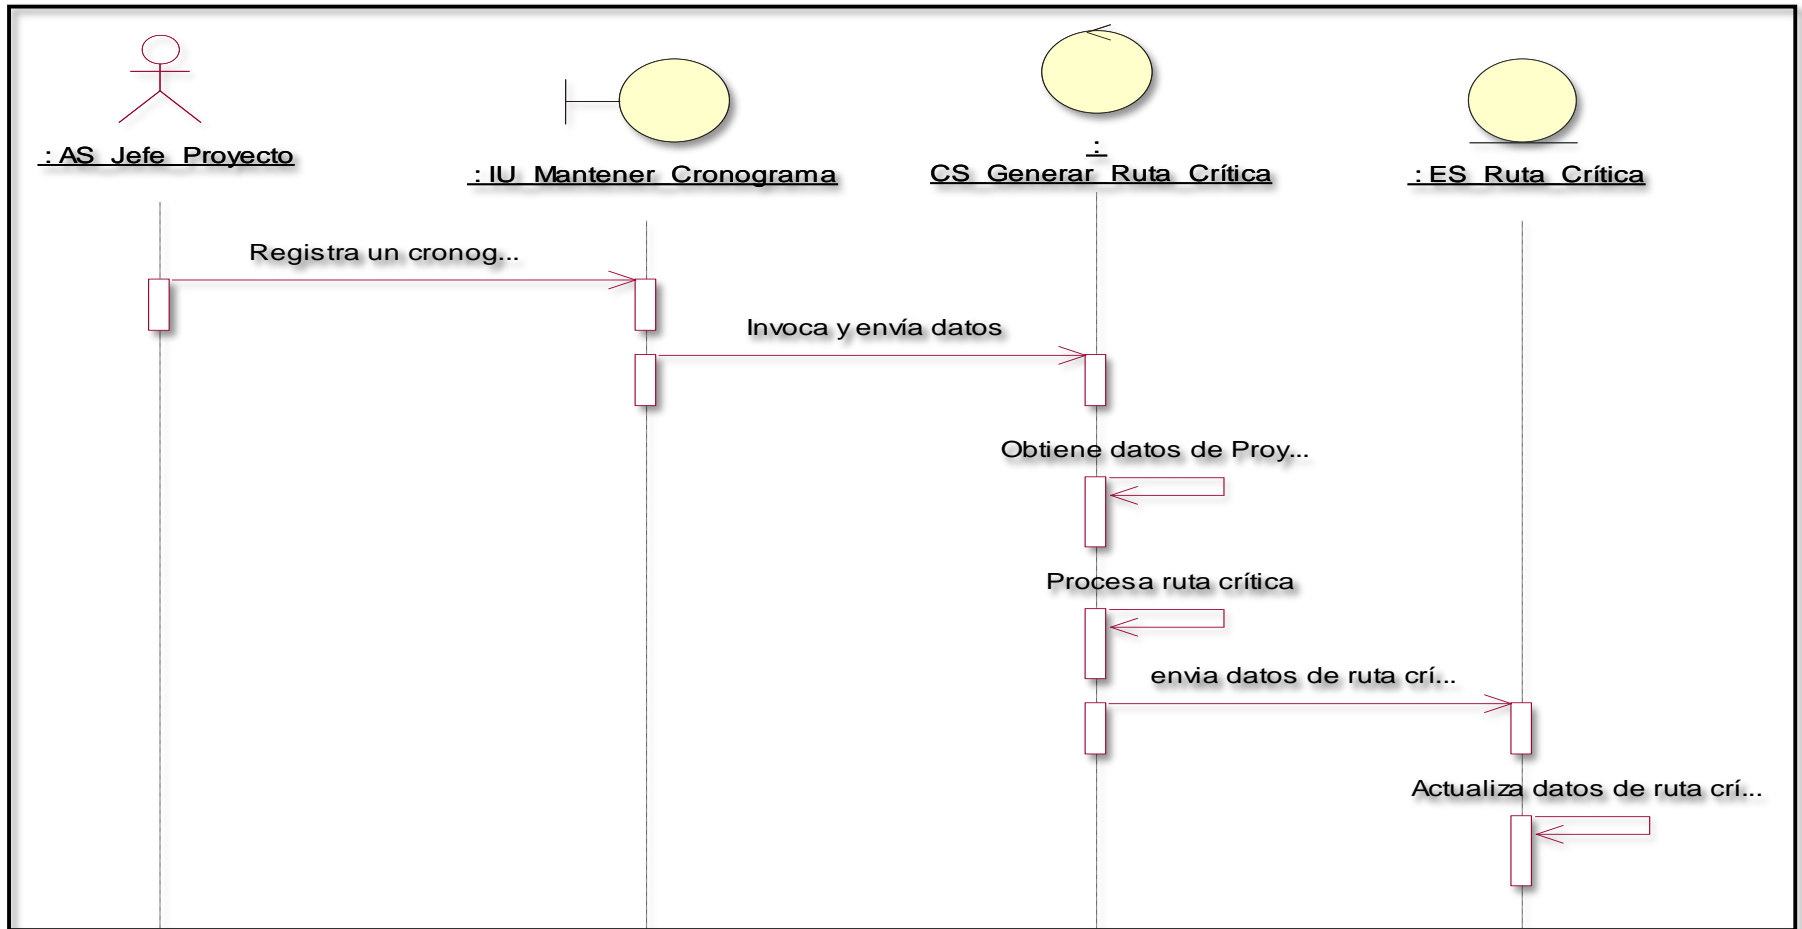 : AS_Jefe_Proyecto
: IU_Mantener_Cronograma
:
CS_Generar_Ruta_Crítica
: ES_Ruta_Crítica
Registra un cronog...
Invoca y envía datos
Obtiene datos de Proy...
Procesa ruta crítica
envia datos de ruta crí...
Actualiza datos de ruta crí...